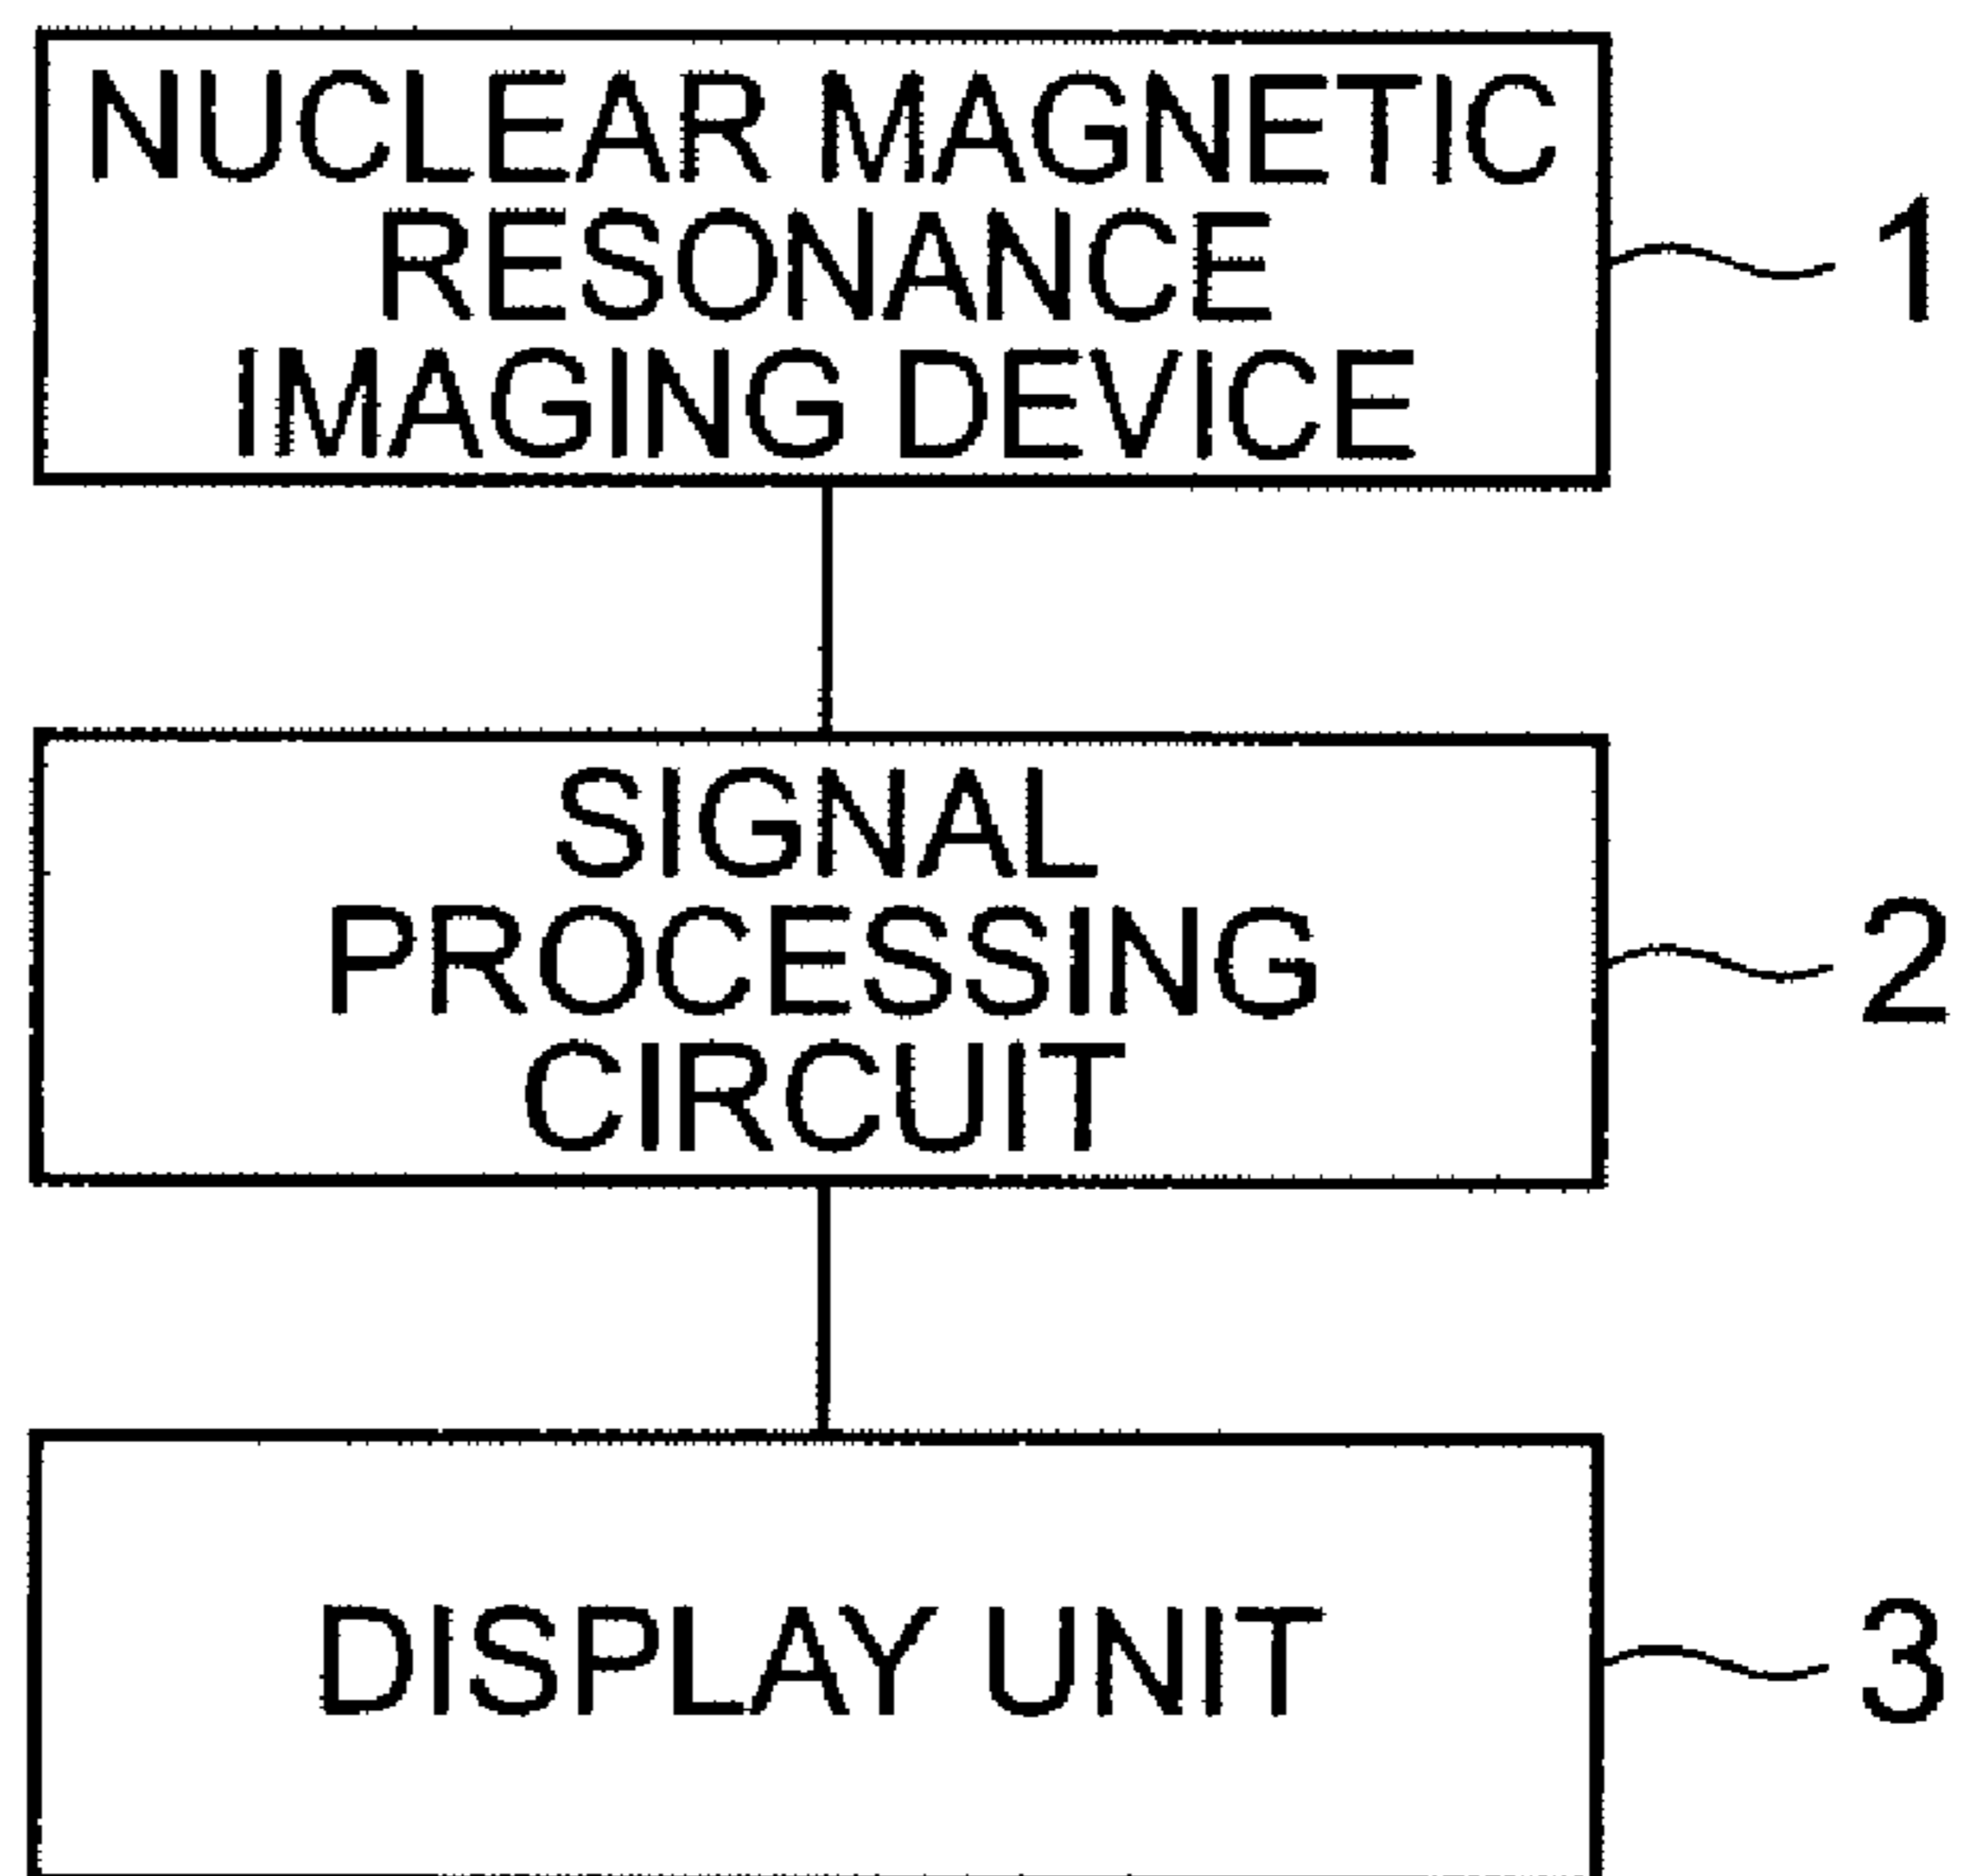 NUCLEAR MAGNETIC
RESONANCE
IMAGING DEVICE
1
SIGNAL
PROCESSING
CIRCUIT
2
DISPLAY UNIT
3